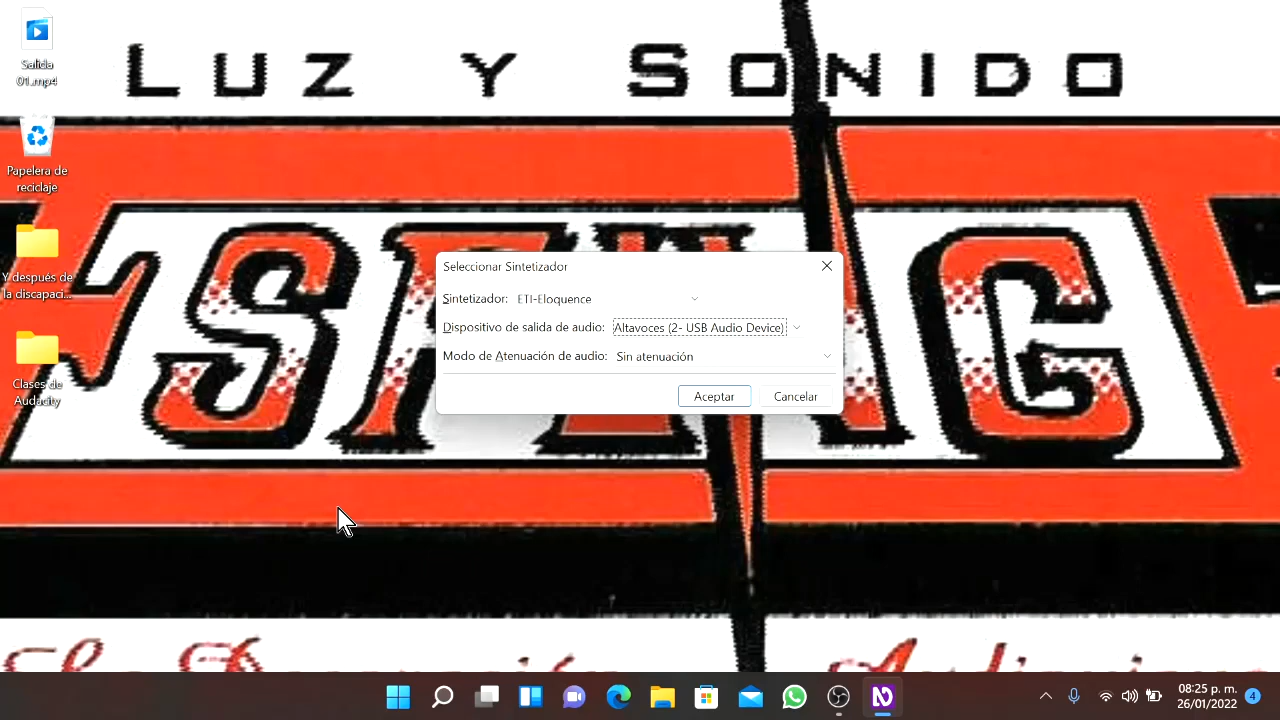 LUZ Y SONIDO
Salida
01.mp4
Papelera de
reciclaje
Y después de
la discapaci...
Clases de
Audacity
Seleccionar Sintetizador
Sintetizador: ETI-Eloquence
Dispositivo de salida de audio: Altavoces (2- USB Audio Device)
Modo de Atenuación de audio: Sin atenuación
Aceptar Cancelar
08:25 p. m.
26/01/2022
4